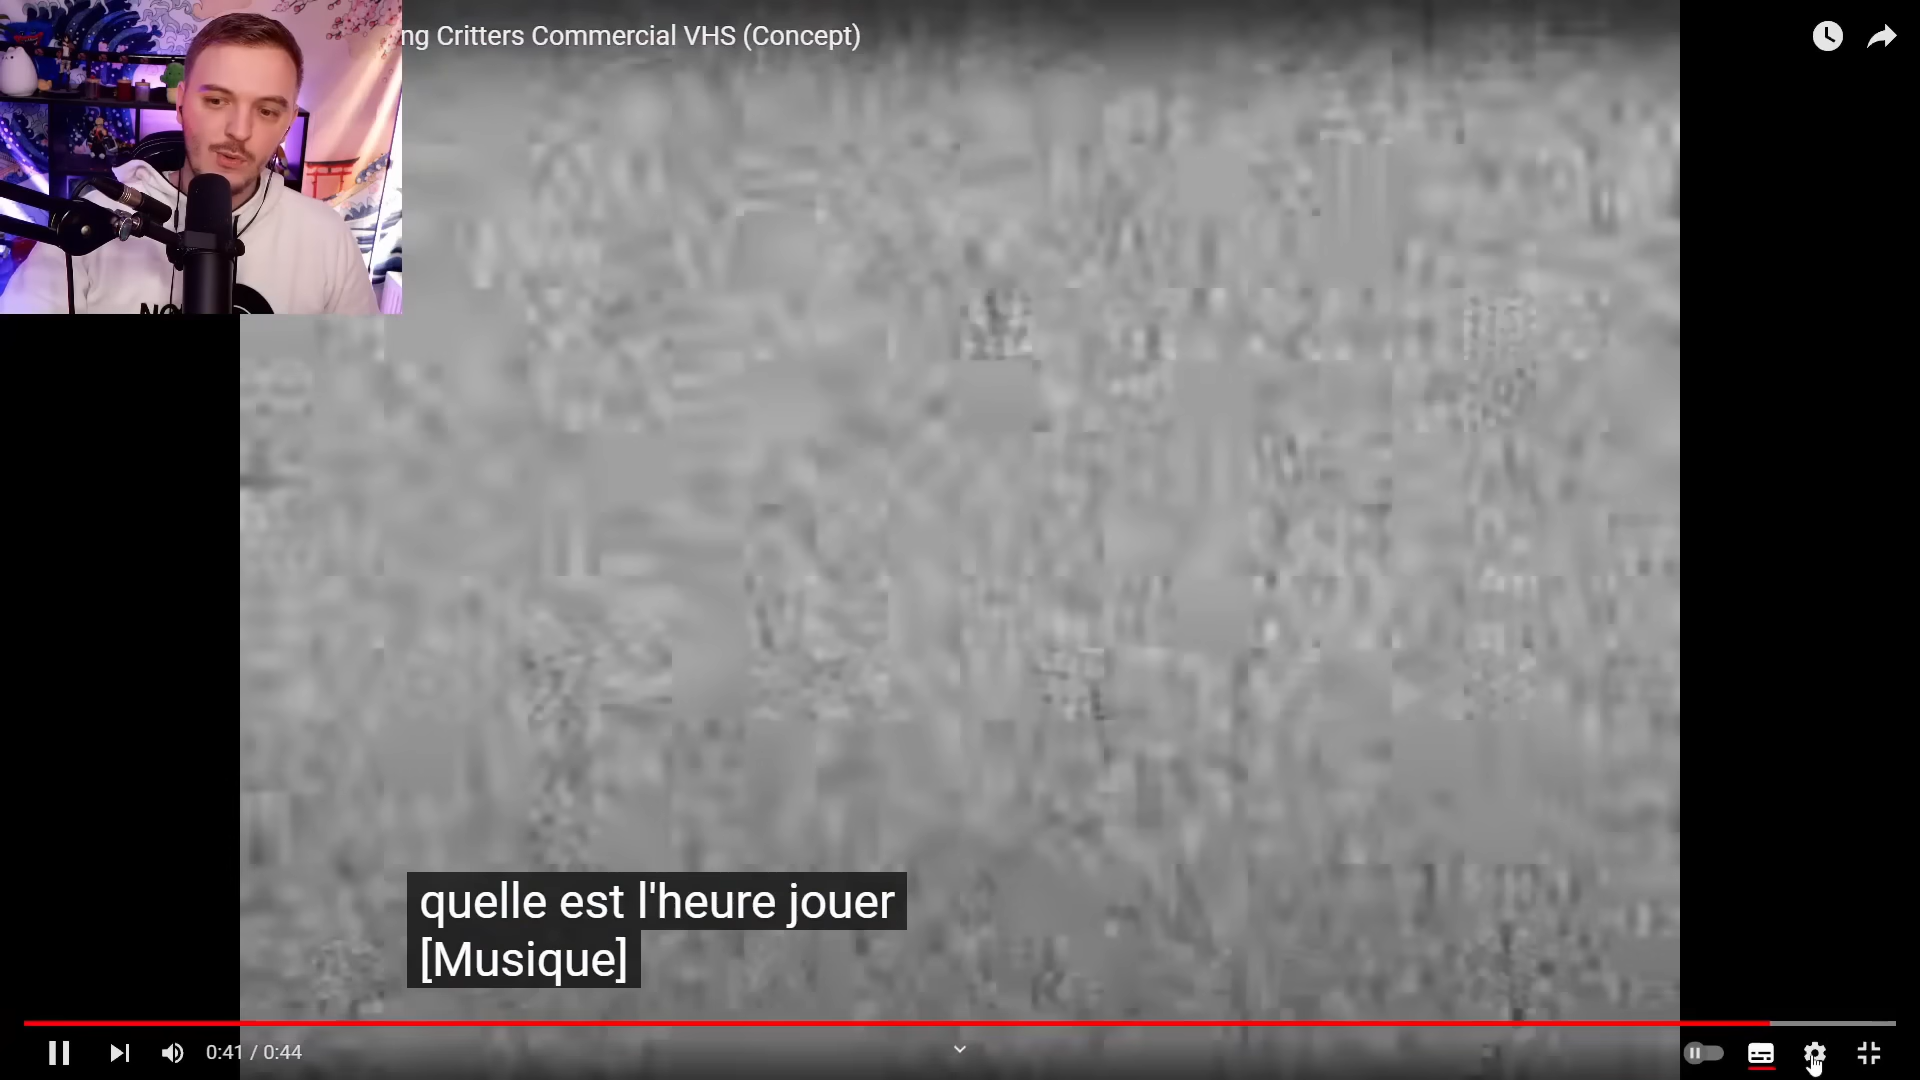 ng Critters Commercial VHS (Concept)
quelle est l'heure jouer
[Musique]
0:41 / 0:44